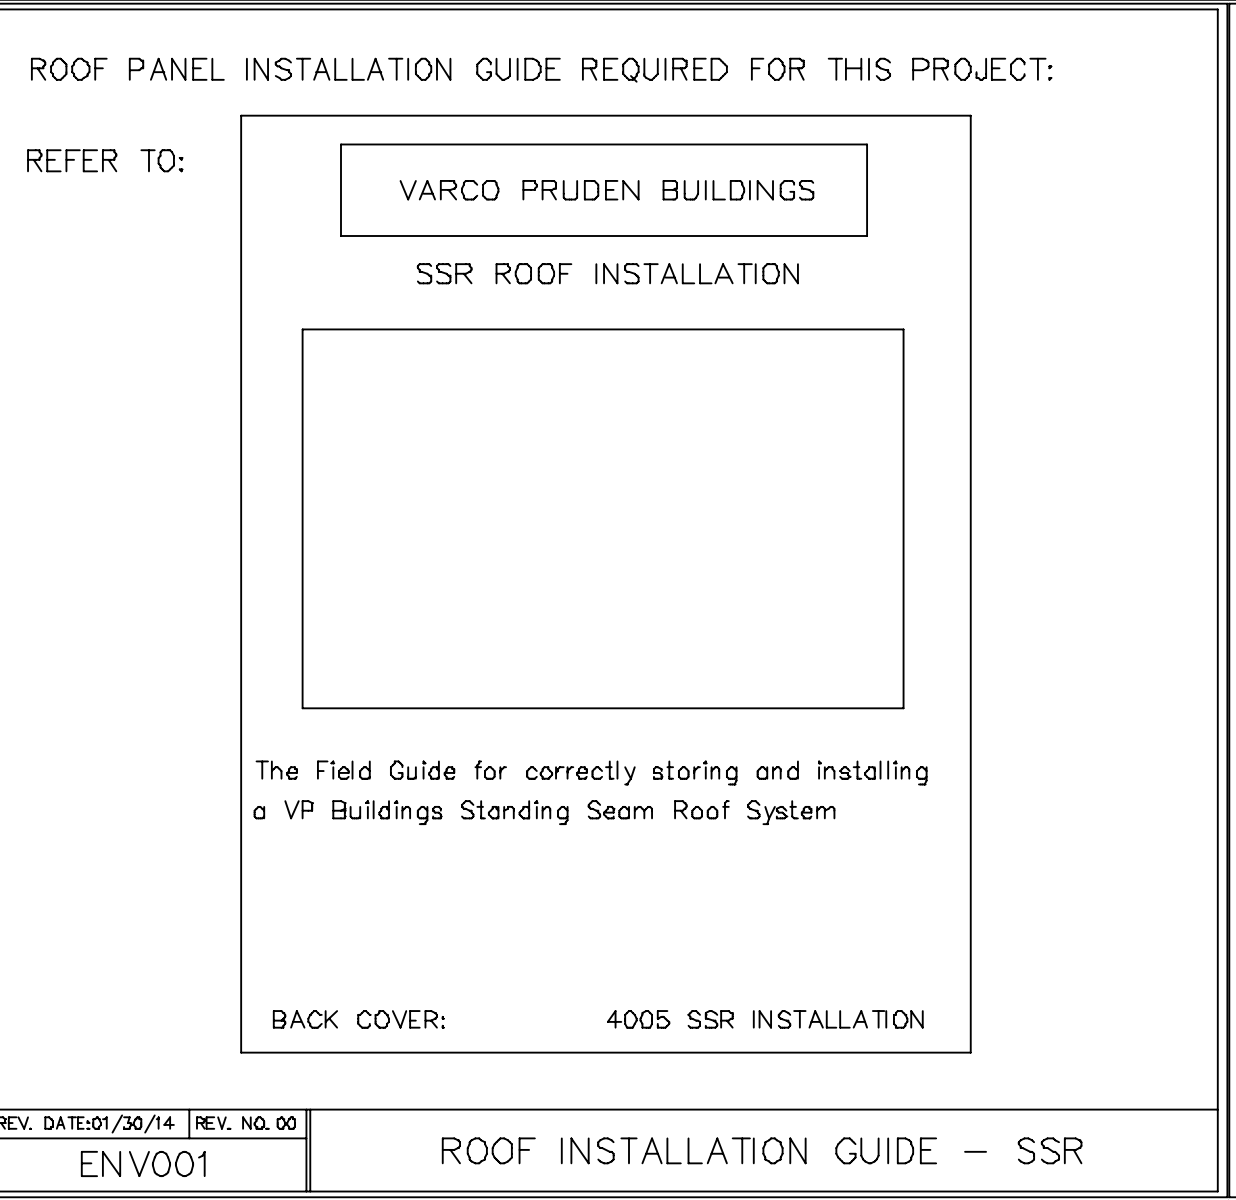 ROOF PANEL INSTALLATION GUIDE REQUIRED FOR THIS PROJECT:
REFER TO:
VARCO PRUDEN BUILDINGS
SSR ROOF INSTALLATION
The Field Guide for correctly storing and installing
a VP Buildings Standing Seam Roof System
BACK COVER: 4005 SSR INSTALLATION
REV. DATE:01/30/14 REV. NO. 00
ENV001
ROOF INSTALLATION GUIDE – SSR